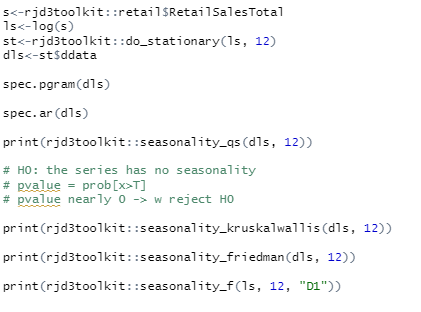 s<-rjd3toolkit::retail$RetailSalesTotal
ls<-log(s)
st<-rjd3toolkit::do_stationary(ls, 12)
dls<-st$ddata
spec.pgram(dls)
spec.ar(dls)
print(rjd3toolkit::seasonality_qs(dls, 12))
# H0: the series has no seasonality
# pvalue = prob[x>T]
# pvalue nearly 0 -> w reject H0
print(rjd3toolkit::seasonality_kruskalwallis(dls, 12))
print(rjd3toolkit::seasonality_friedman(dls, 12))
print(rjd3toolkit::seasonality_f(ls, 12, "D1"))